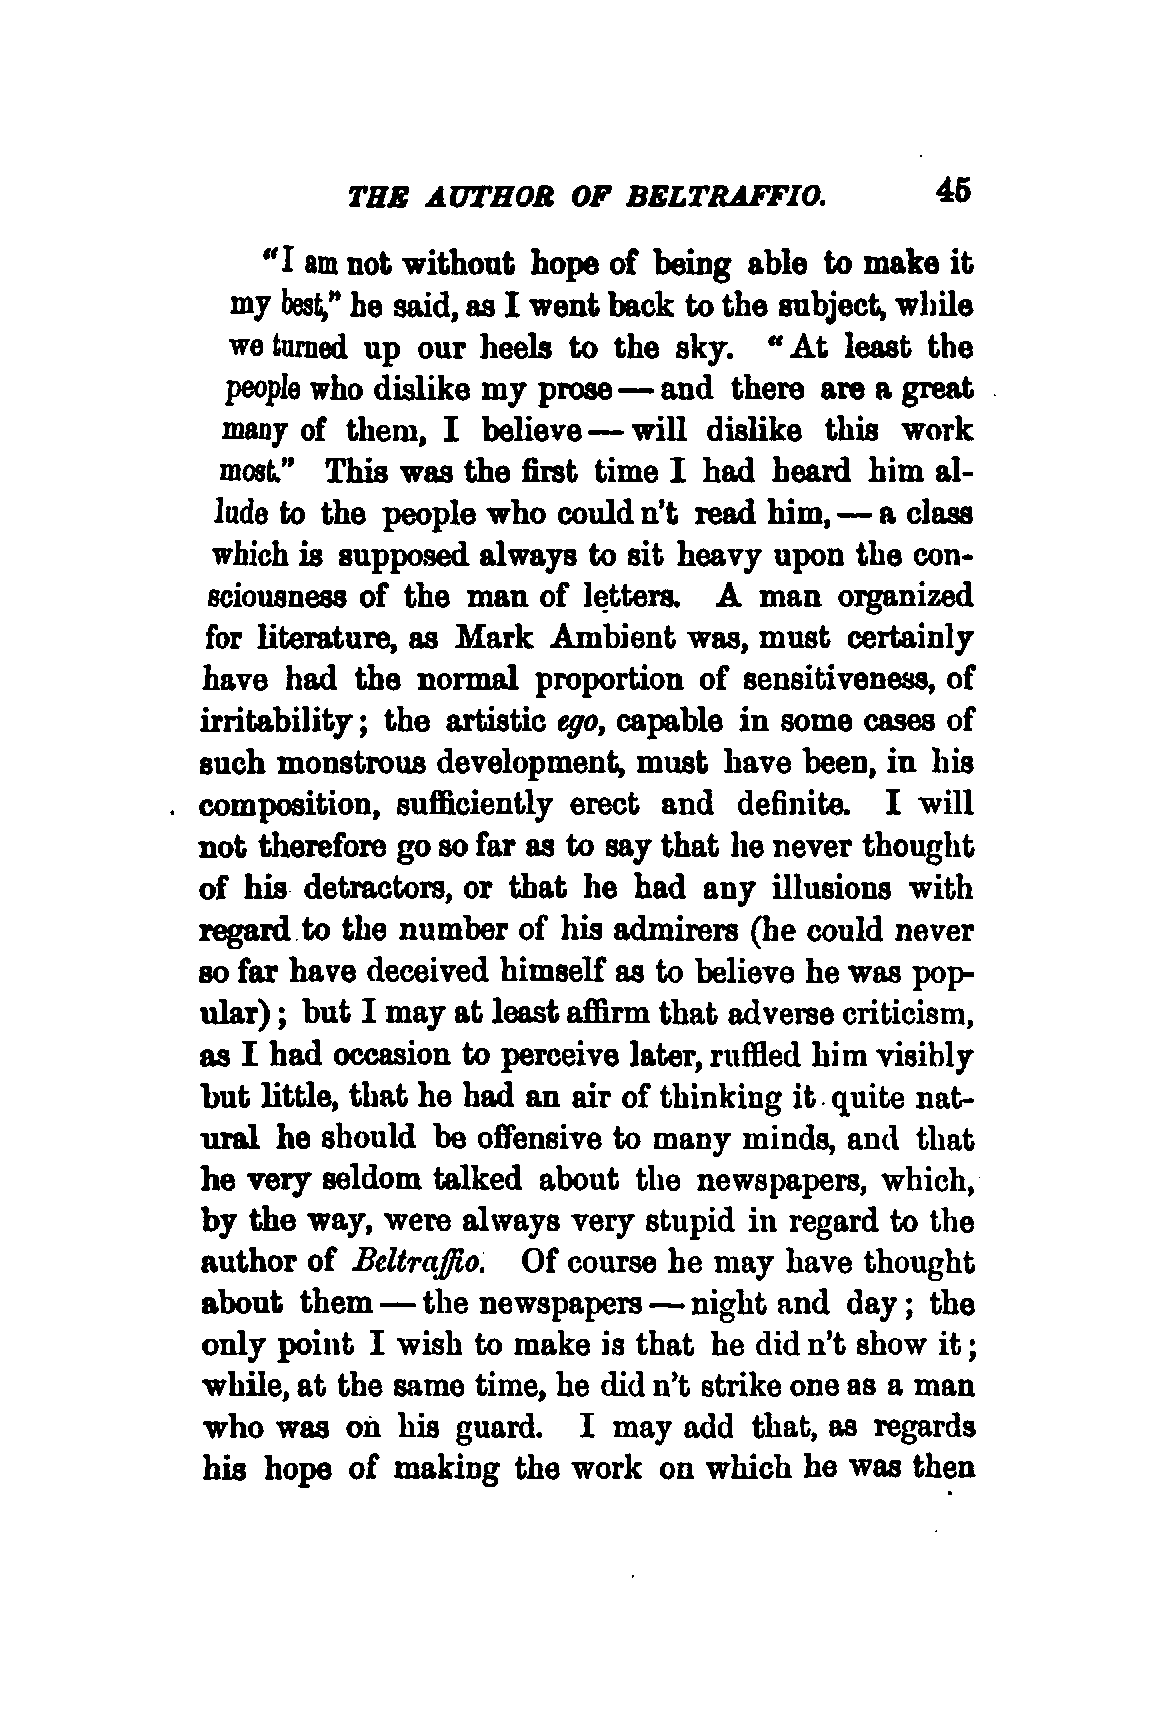 THE AUTHOR OF BELTRAFFIO. 45
"I am not without hope of being able to make it
my best," he said, as I went back to the subject, while
we turned up our heels to the sky. "At least the
people who dislike my prose — and there are a great
many of them, I believe — will dislike this work
most." This was the first time I had heard him al-
lude to the people who could n't read him, — a class
which is supposed always to sit heavy upon the con-
sciousness of the man of letters. A man organized
for literature, as Mark Ambient was, must certainly
have had the normal proportion of sensitiveness, of
irritability; the artistic ego, capable in some cases of
such monstrous development, must have been, in his
composition, sufficiently erect and definite. I will
not therefore go so far as to say that he never thought
of his detractors, or that he had any illusions with
regard to the number of his admirers (he could never
so far have deceived himself as to believe he was pop-
ular); but I may at least affirm that adverse criticism,
as I had occasion to perceive later, ruffled him visibly
but little, that he had an air of thinking it quite nat-
ural he should be offensive to many minds, and that
he very seldom talked about the newspapers, which,
by the way, were always very stupid in regard to the
author of Beltraffio. Of course he may have thought
about them — the newspapers — night and day; the
only point I wish to make is that he did n't show it;
while, at the same time, he did n't strike one as a man
who was on his guard. I may add that, as regards
his hope of making the work on which he was then